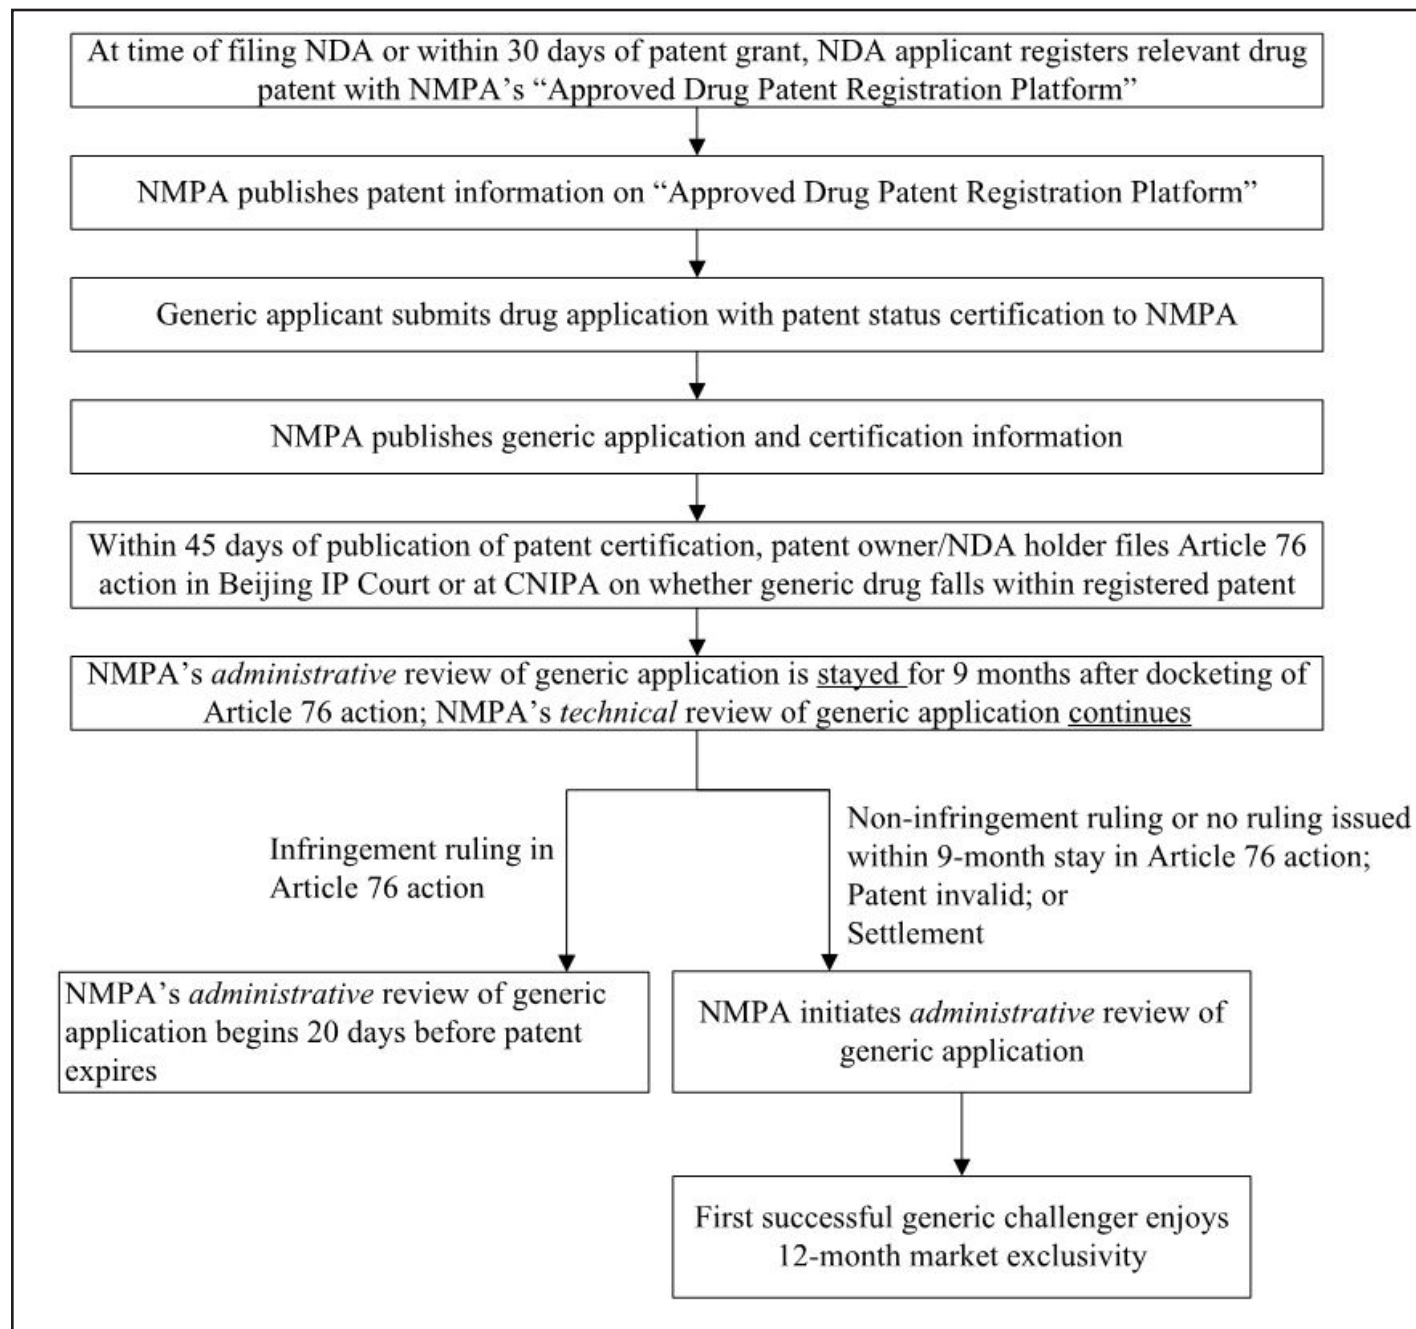 At time of filing NDA or within 30 days of patent grant, NDA applicant registers relevant drug
patent with NMPA’s “Approved Drug Patent Registration Platform”
NMPA publishes patent information on “Approved Drug Patent Registration Platform”
Generic applicant submits drug application with patent status certification to NMPA
NMPA publishes generic application and certification information
Within 45 days of publication of patent certification, patent owner/NDA holder files Article 76
action in Beijing IP Court or at CNIPA on whether generic drug falls within registered patent
NMPA’s administrative review of generic application is stayed for 9 months after docketing of
Article 76 action; NMPA’s technical review of generic application continues
Infringement ruling in
Article 76 action
Non-infringement ruling or no ruling issued
within 9-month stay in Article 76 action;
Patent invalid; or
Settlement
NMPA’s administrative review of generic
application begins 20 days before patent
expires
NMPA initiates administrative review of
generic application
First successful generic challenger enjoys
12-month market exclusivity